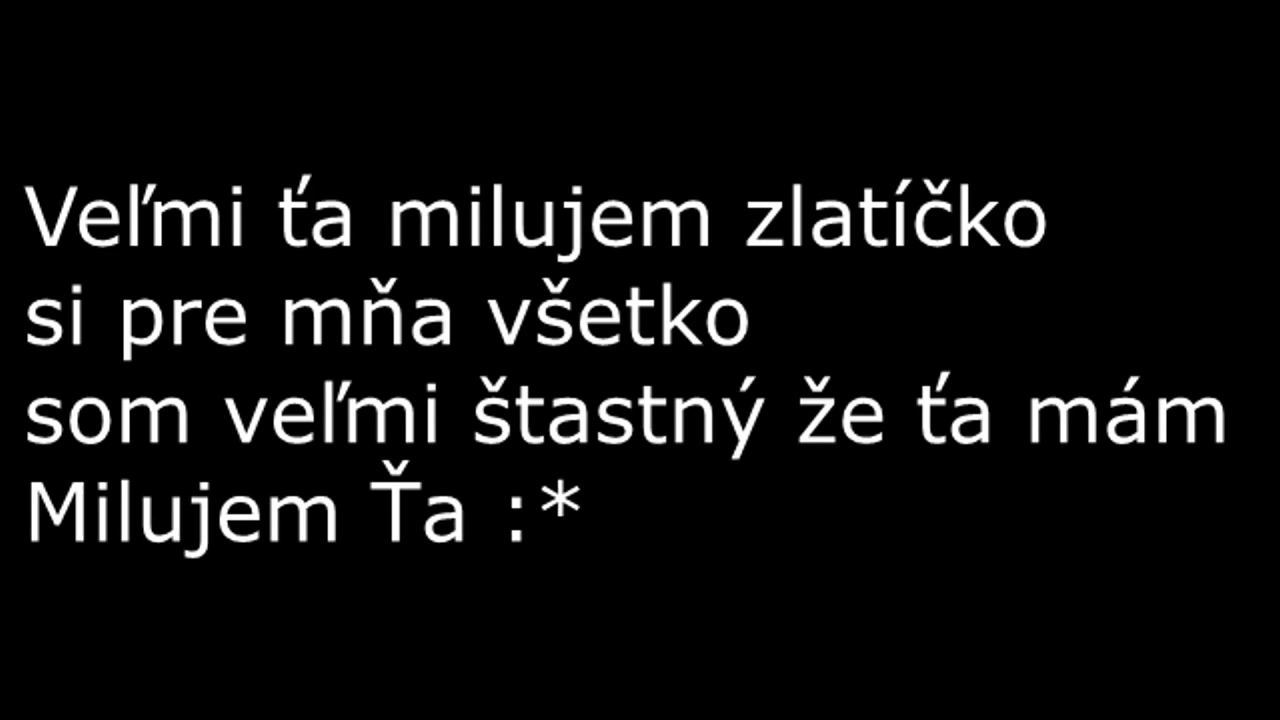 Veľmi ťa milujem zlatíčko
si pre mňa všetko
som veľmi štastný že ťa mám
Milujem Ťa :*